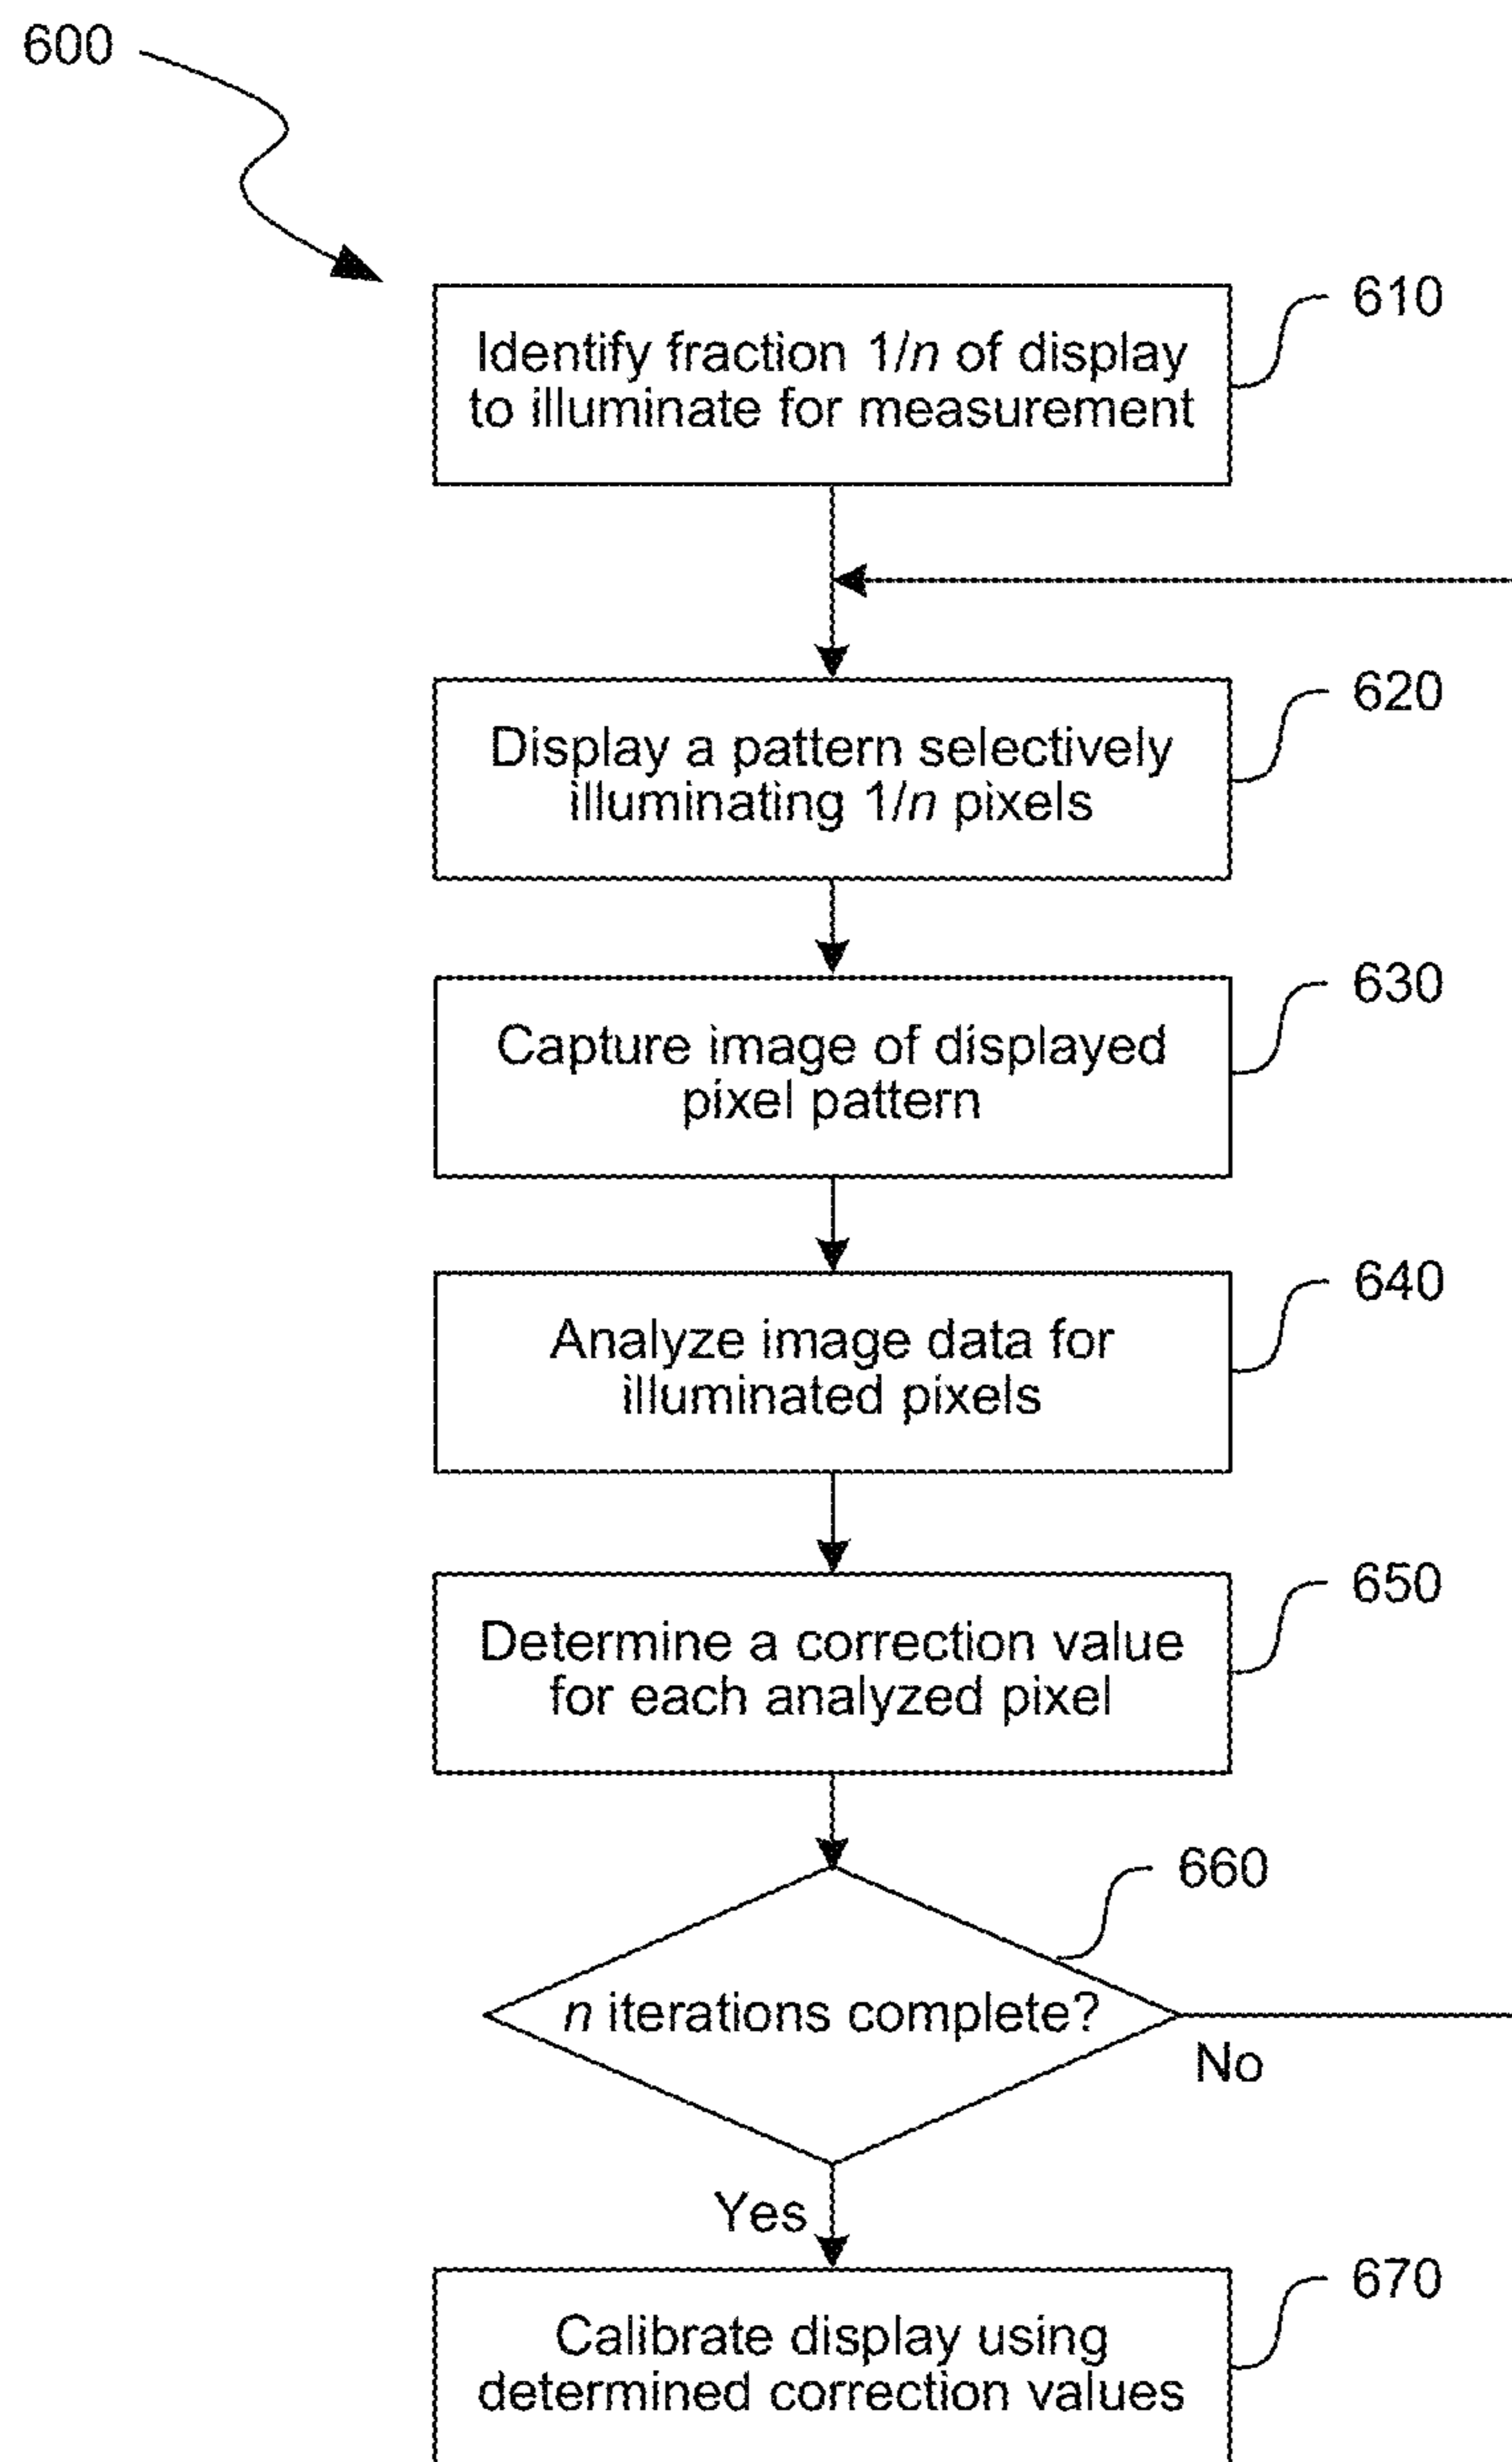 600
610
Identify fraction 1/n of display
to illuminate for measurement
620
Display a pattern selectively
illuminating 1/n pixels
630
Capture image of displayed
pixel pattern
640
Analyze image data for
illuminated pixels
650
Determine a correction value
for each analyzed pixel
660
n iterations complete?
No
Yes
670
Calibrate display using
determined correction values